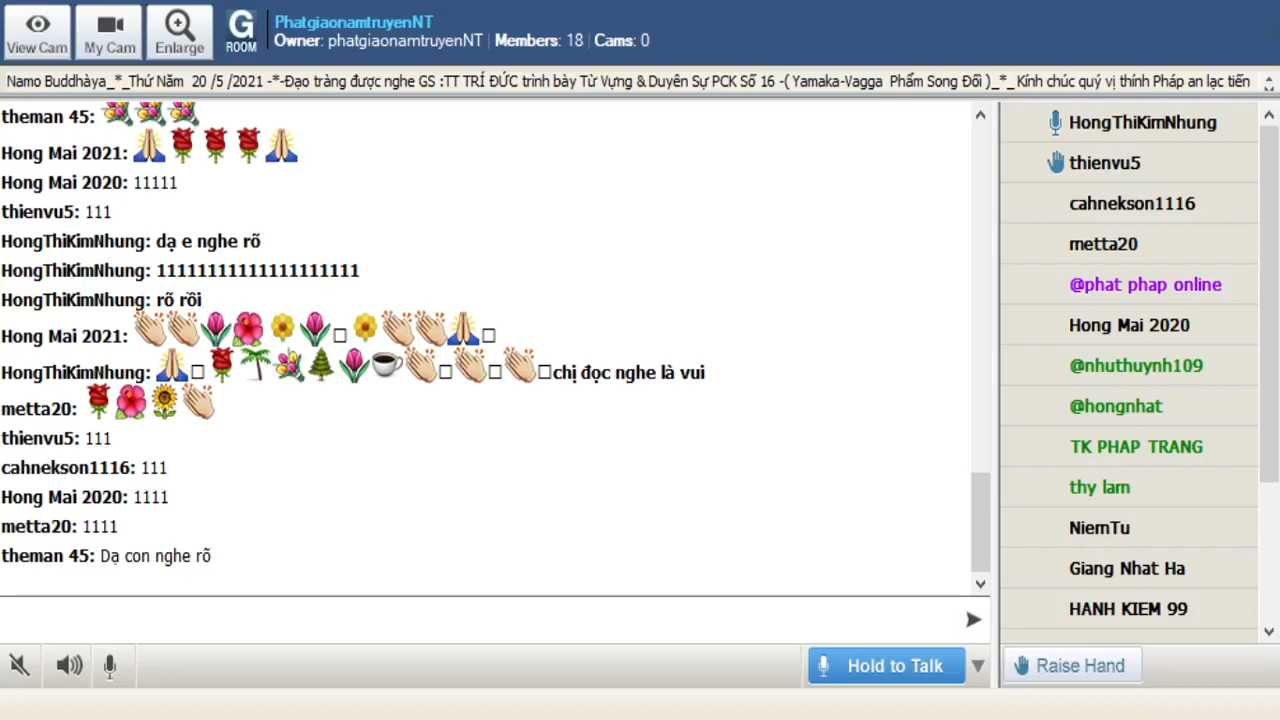 View Cam
My Cam
Enlarge
G
ROOM
PhatgiaonamtruyenNT
Owner: phatgiaonamtruyenNT | Members: 18 | Cams: 0
Namo Buddhàya_*_Thứ Năm 20 /5 /2021 -*-Đạo tràng được nghe GS :TT TRÍ ĐỨC trình bày Từ Vựng & Duyên Sự PCK Số 16 -( Yamaka-Vagga Phẩm Song Đối )_*_ Kính chúc quý vị thính Pháp an lạc tiến
theman 45:
Hong Mai 2021:
Hong Mai 2020: 11111
thienvu5: 111
HongThiKimNhung: dạ e nghe rõ
HongThiKimNhung: 1111111111111111111
HongThiKimNhung: rõ rồi
Hong Mai 2021:
HongThiKimNhung: chị đọc nghe là vui
metta20:
thienvu5: 111
cahnekson1116: 111
Hong Mai 2020: 1111
metta20: 1111
theman 45: Dạ con nghe rõ
Hold to Talk
HongThiKimNhung
thienvu5
cahnekson1116
metta20
@phat phap online
Hong Mai 2020
@nhuthuynh109
@hongnhat
TK PHAP TRANG
thy lam
NiemTu
Giang Nhat Ha
HANH KIEM 99
Raise Hand